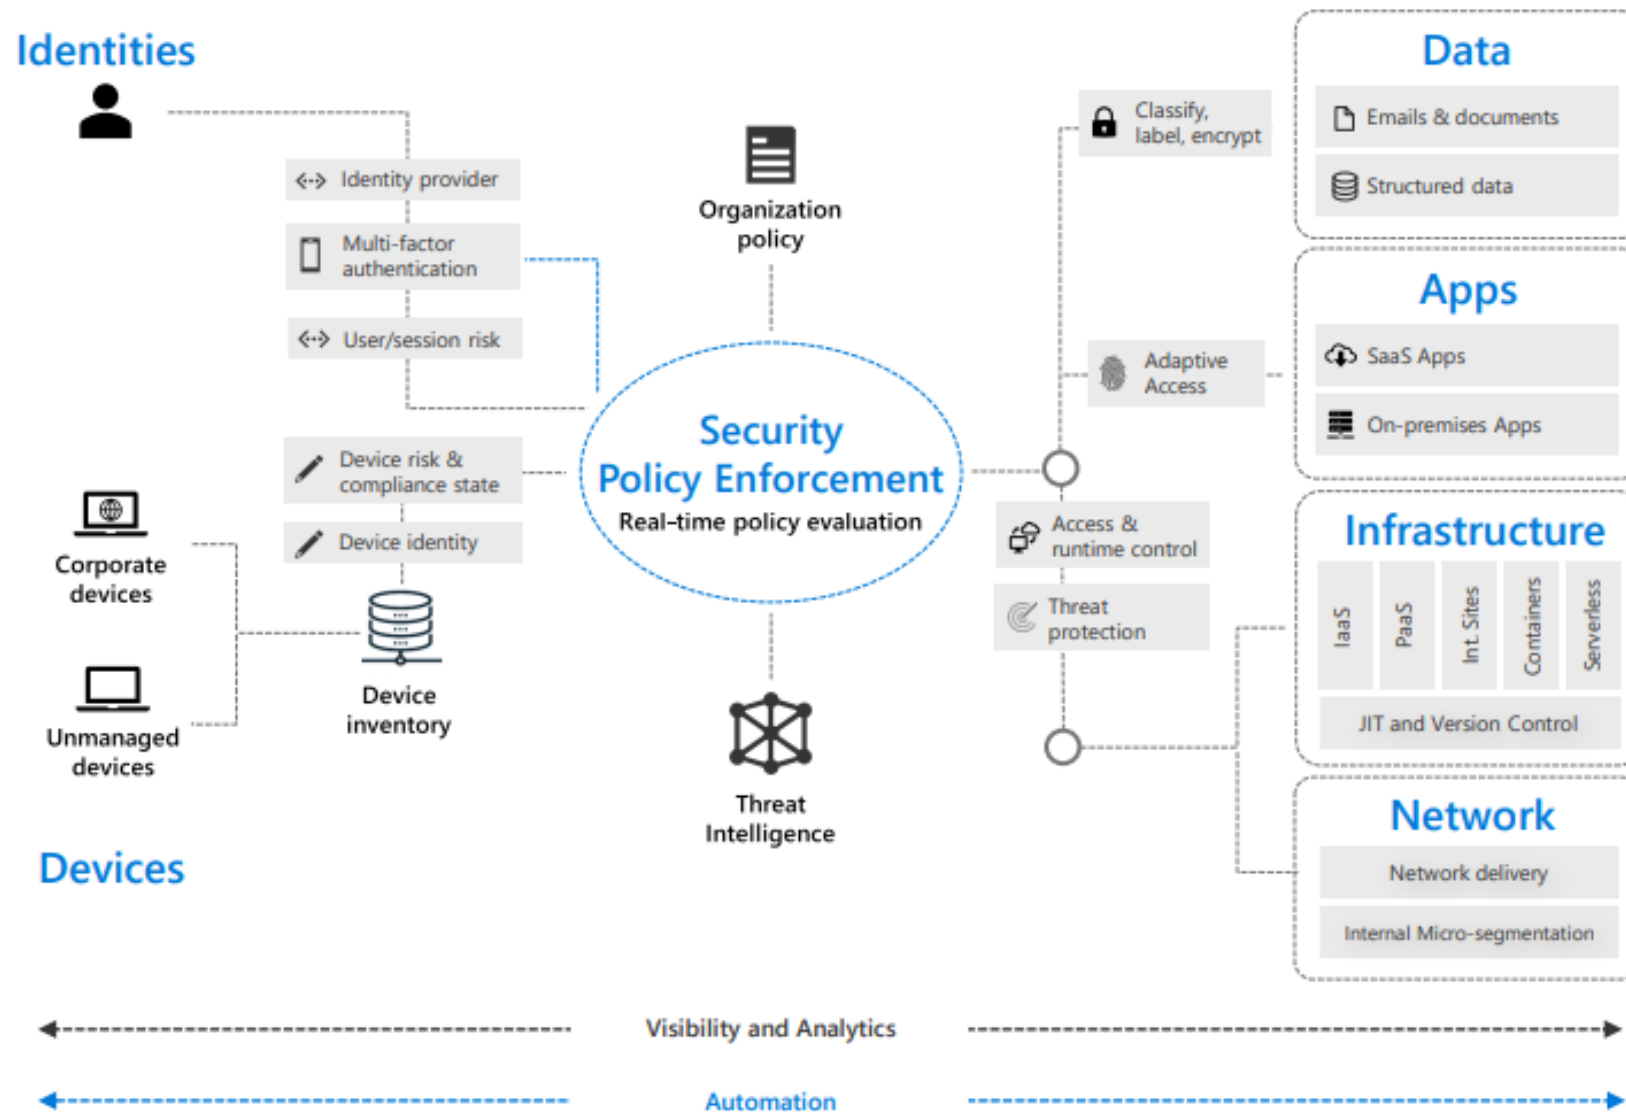 Identities
Identity provider
Multi-factor
authentication
User/session risk
Organization
policy
Security
Policy Enforcement
Real-time policy evaluation
Device risk &
compliance state
Device identity
Corporate
devices
Unmanaged
devices
Device
inventory
Devices
Threat
Intelligence
Classify,
label, encrypt
Adaptive
Access
Access &
runtime control
Threat
protection
Data
Emails & documents
Structured data
Apps
SaaS Apps
On-premises Apps
Infrastructure
IaaS
PaaS
Int. Sites
Containers
Serverless
JIT and Version Control
Network
Network delivery
Internal Micro-segmentation
Visibility and Analytics
Automation